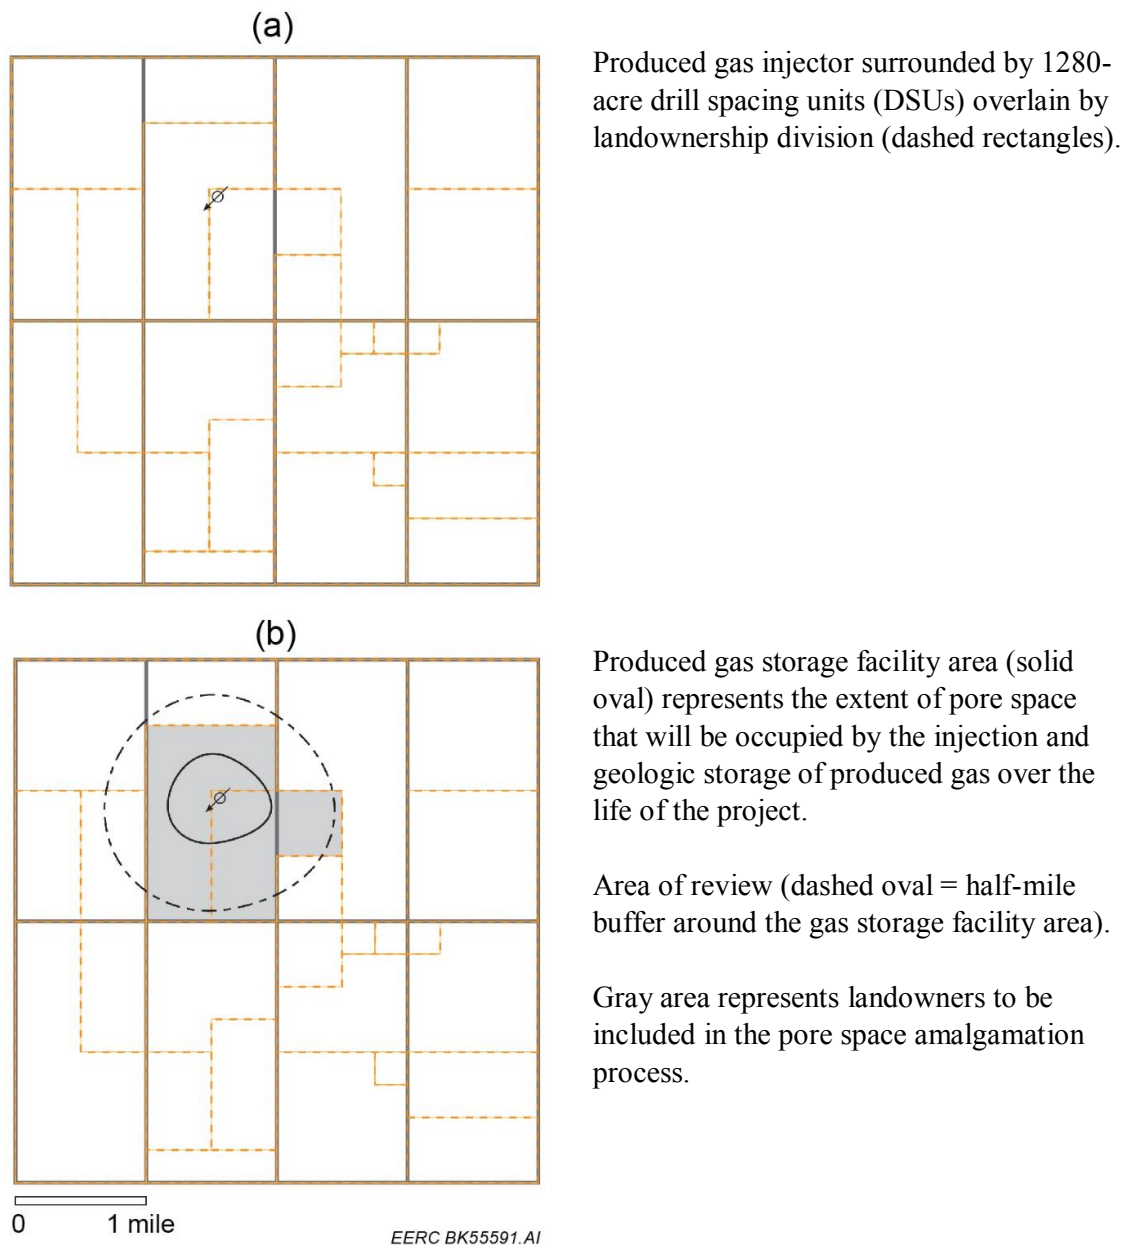 (a)
Produced gas injector surrounded by 1280-
acre drill spacing units (DSUs) overlain by
landownership division (dashed rectangles).
(b)
Produced gas storage facility area (solid
oval) represents the extent of pore space
that will be occupied by the injection and
geologic storage of produced gas over the
life of the project.
Area of review (dashed oval = half-mile
buffer around the gas storage facility area).
Gray area represents landowners to be
included in the pore space amalgamation
process.
0 1 mile
EERC BK55591.AI